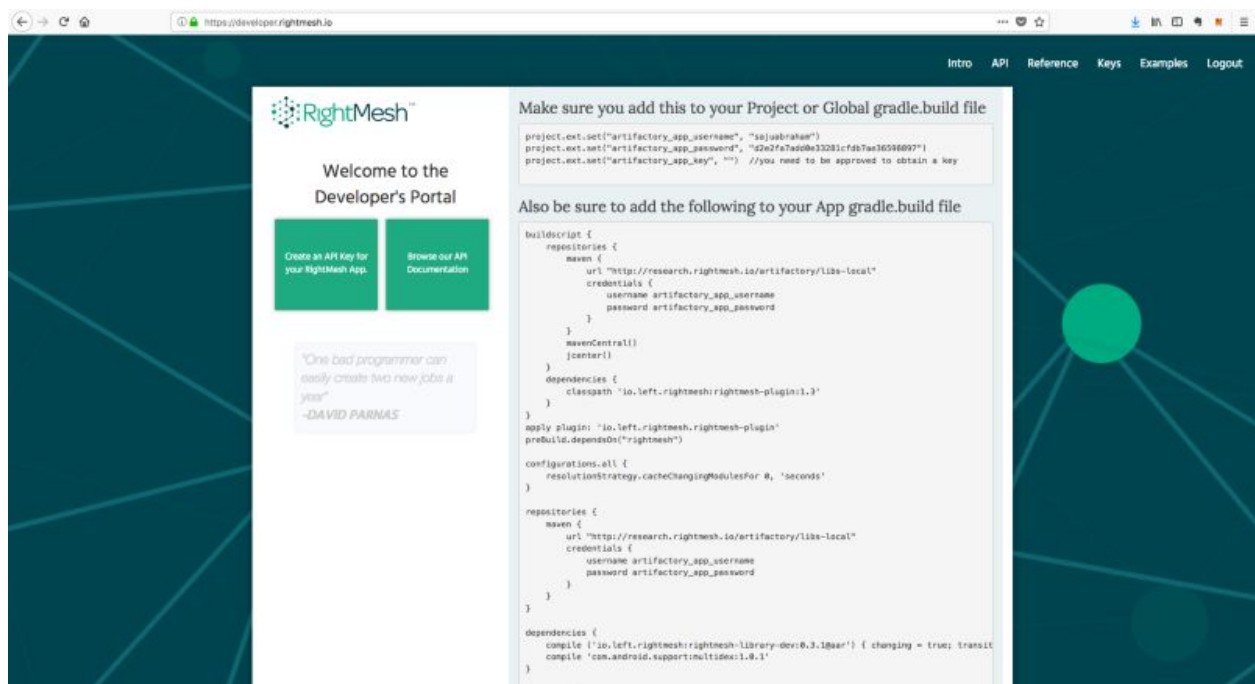 https://developer.rightmesh.io
Intro API Reference Keys Examples Logout
RightMesh™
Welcome to the
Developer's Portal
Create an API Key for
your RightMesh App.
Browse our API
Documentation
"One bad programmer can
easily create two new jobs a
year"
-DAVID PARNAS
Make sure you add this to your Project or Global gradle.build file
project.ext.set("artifactory_app_username", "sajuabraham")
project.ext.set("artifactory_app_password", "d2e2fa7add0e33281cfdb7ae36598097")
project.ext.set("artifactory_app_key", "") //you need to be approved to obtain a key
Also be sure to add the following to your App gradle.build file
buildscript {
repositories {
maven {
url "http://research.rightmesh.io/artifactory/libs-local"
credentials {
username artifactory_app_username
password artifactory_app_password
}
}
mavenCentral()
jcenter()
}
dependencies {
classpath 'io.left.rightmesh:rightmesh-plugin:1.3'
}
}
apply plugin: 'io.left.rightmesh.rightmesh-plugin'
preBuild.dependsOn("rightmesh")
configurations.all {
resolutionStrategy.cacheChangingModulesFor 0, 'seconds'
}
repositories {
maven {
url "http://research.rightmesh.io/artifactory/libs-local"
credentials {
username artifactory_app_username
password artifactory_app_password
}
}
}
dependencies {
compile ('io.left.rightmesh:rightmesh-library-dev:0.3.1@aar') { changing = true; transit
compile 'com.android.support:multidex:1.0.1'
}